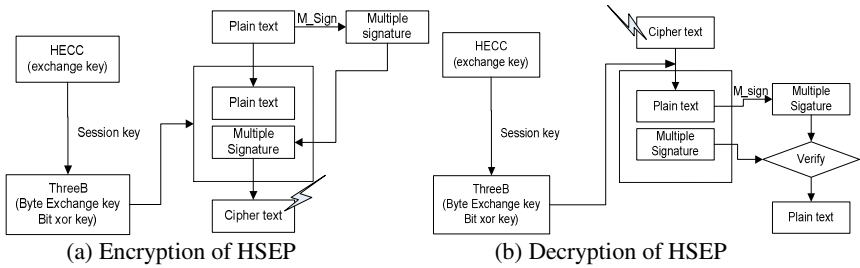 HECC
(exchange key)
Session key
ThreeB
(Byte Exchange key
Bit xor key)
Plain text
M_Sign
Multiple
signature
Plain text
Multiple
Signature
Cipher text
(a) Encryption of HSEP
HECC
(exchange key)
Session key
ThreeB
(Byte Exchange key
Bit xor key)
Cipher text
Plain text
M_sign
Multiple
Sigature
Multiple
Signature
Verify
Plain text
(b) Decryption of HSEP